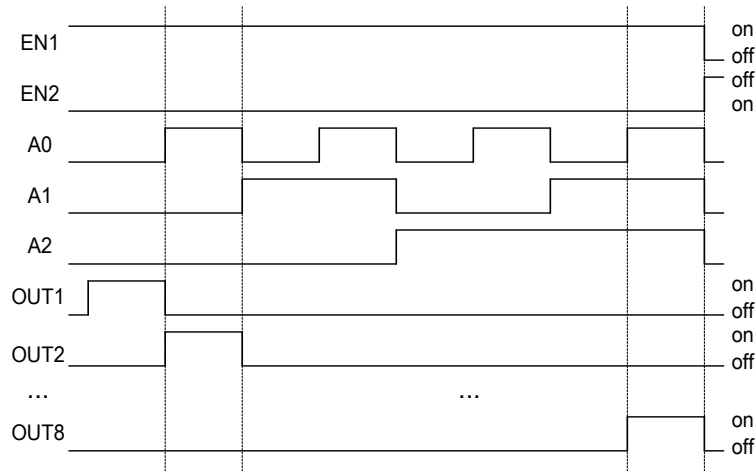 EN1 on
off
EN2 off
on
A0
A1
A2
OUT1 on
off
OUT2 on
off
... ...
OUT8 on
off